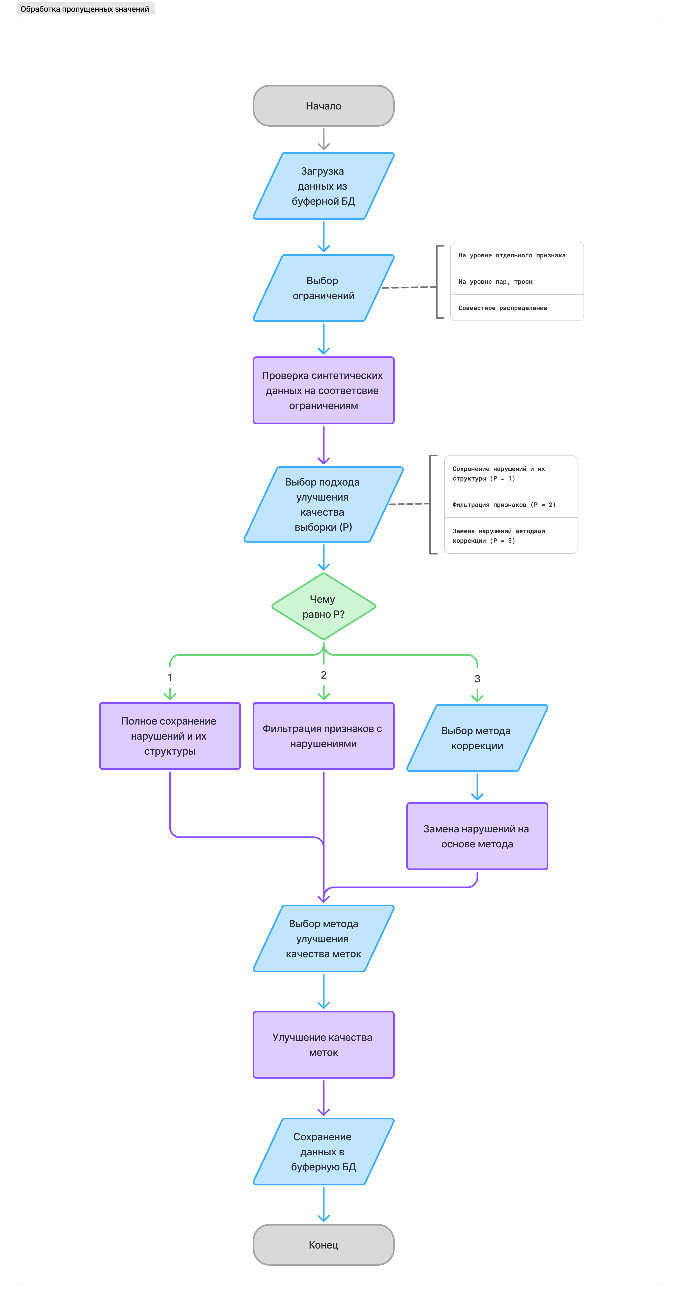 Обработка пропущенных значений
Начало
Загрузка
данных из
буферной БД
Выбор
ограничений
На уровне отдельного признака
На уровне пар, троек
Совместное распределение
Проверка синтетических
данных на соответсвие
ограничениям
Выбор подхода
улучшения
качества
выборки (P)
Сохранение нарушений и их
структуры (P = 1)
Фильтрация признаков (P = 2)
Замена нарушений методами
коррекции (P = 3)
Чему
равно P?
1
2
3
Полное сохранение
нарушений и их
структуры
Фильтрация признаков с
нарушениями
Выбор метода
коррекции
Замена нарушений на
основе метода
Выбор метода
улучшения
качества меток
Улучшение качества
меток
Сохранение
данных в
буферную БД
Конец